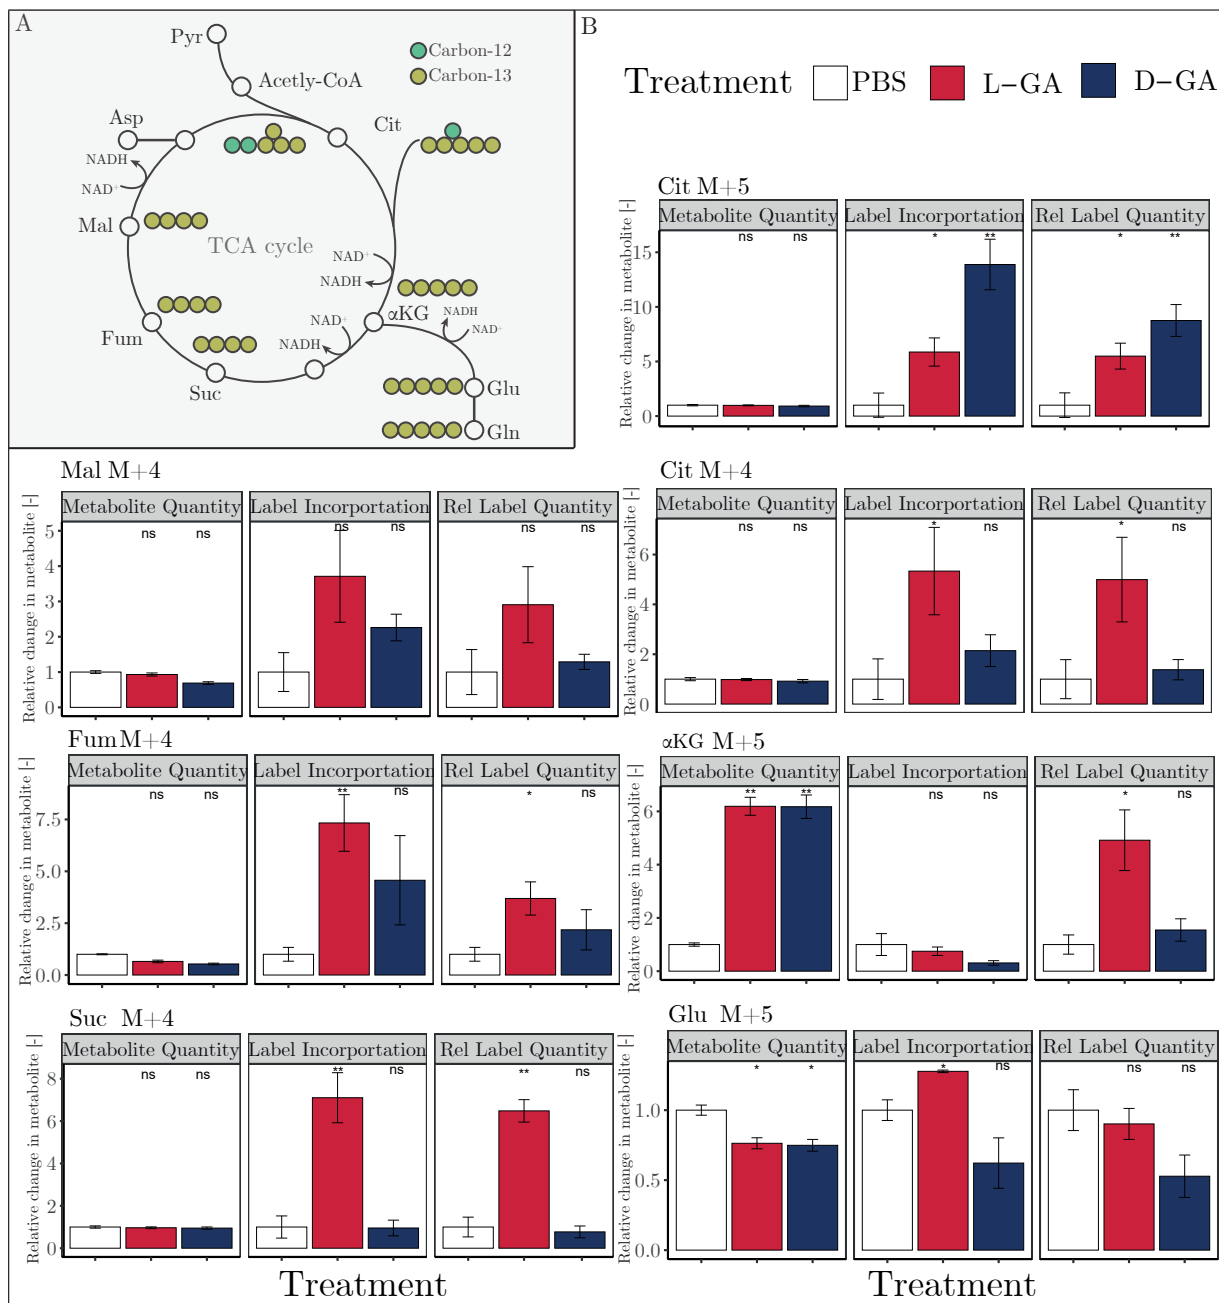 A
Pyr
Carbon-12
Carbon-13
Acetly-CoA
Asp
Cit
NADH
NAD⁺
Mal
TCA cycle
NAD⁺
NADH
αKG
NADH
NAD⁺
NAD⁺
NADH
Fum
Suc
Glu
Gln
B
Treatment PBS L-GA D-GA
Cit M+5
Relative change in metabolite [-]
Metabolite Quantity Label Incorportation Rel Label Quantity
ns ns * ** * **
15
10
5
0
Mal M+4
Relative change in metabolite [-]
Metabolite Quantity Label Incorportation Rel Label Quantity
ns ns ns ns ns ns
5
4
3
2
1
0
Cit M+4
Relative change in metabolite [-]
Metabolite Quantity Label Incorportation Rel Label Quantity
ns ns * ns * ns
6
4
2
0
Fum M+4
Relative change in metabolite [-]
Metabolite Quantity Label Incorportation Rel Label Quantity
ns ns ** ns * ns
7.5
5.0
2.5
0.0
αKG M+5
Relative change in metabolite [-]
Metabolite Quantity Label Incorportation Rel Label Quantity
** ** ns ns * ns
6
4
2
0
Suc M+4
Relative change in metabolite [-]
Metabolite Quantity Label Incorportation Rel Label Quantity
ns ns ** ns ** ns
8
6
4
2
0
Treatment
Glu M+5
Relative change in metabolite [-]
Metabolite Quantity Label Incorportation Rel Label Quantity
* * * ns ns ns
1.0
0.5
0.0
Treatment